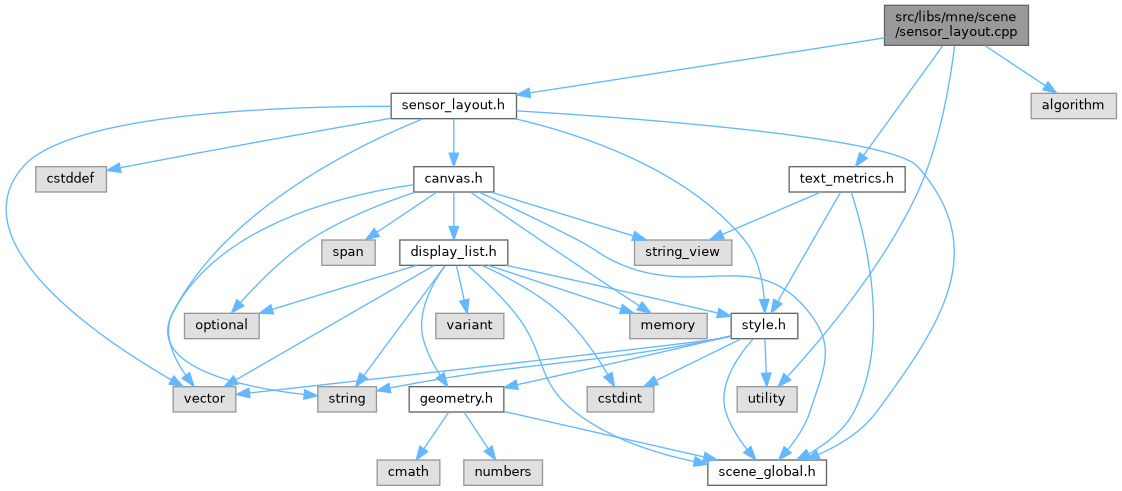 src/libs/mne/scene
/sensor_layout.cpp
sensor_layout.h
algorithm
cstddef
canvas.h
text_metrics.h
span
display_list.h
string_view
optional
variant
memory
style.h
vector
string
geometry.h
cstdint
utility
cmath
numbers
scene_global.h